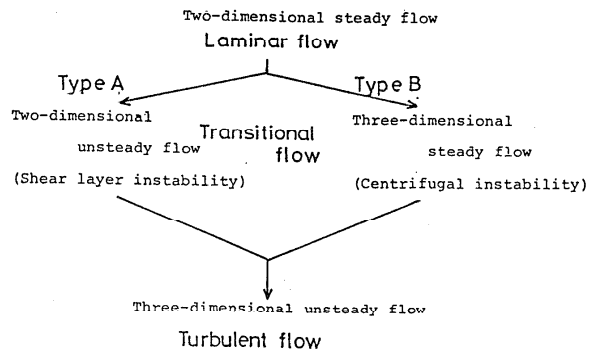 Two-dimensional steady flow
Laminar flow
Type A
Type B
Two-dimensional
unsteady flow
(Shear layer instability)
Transitional
flow
Three-dimensional
steady flow
(Centrifugal instability)
Three-dimensional unsteady flow
Turbulent flow